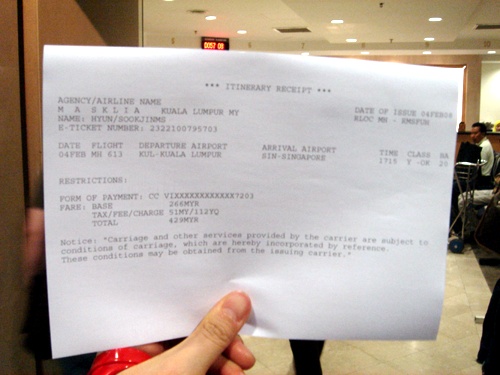 *** ITINERARY RECEIPT ***
AGENCY/AIRLINE NAME
M A S K L I A KUALA LUMPUR MY DATE OF ISSUE 04FEB08
NAME: HYUN/SOOKJINMS RLOC MH - RMSFUH
E-TICKET NUMBER: 2322100795703
DATE FLIGHT DEPARTURE AIRPORT ARRIVAL AIRPORT TIME CLASS BA
04FEB MH 613 KUL-KUALA LUMPUR SIN-SINGAPORE 1715 Y -OK 20
RESTRICTIONS:
FORM OF PAYMENT: CC VIXXXXXXXXXXXX7203
FARE: BASE 266MYR
TAX/FEE/CHARGE 51MY/112YQ
TOTAL 429MYR
Notice: "Carriage and other services provided by the carrier are subject to
conditions of carriage, which are hereby incorporated by reference.
These conditions may be obtained from the issuing carrier."